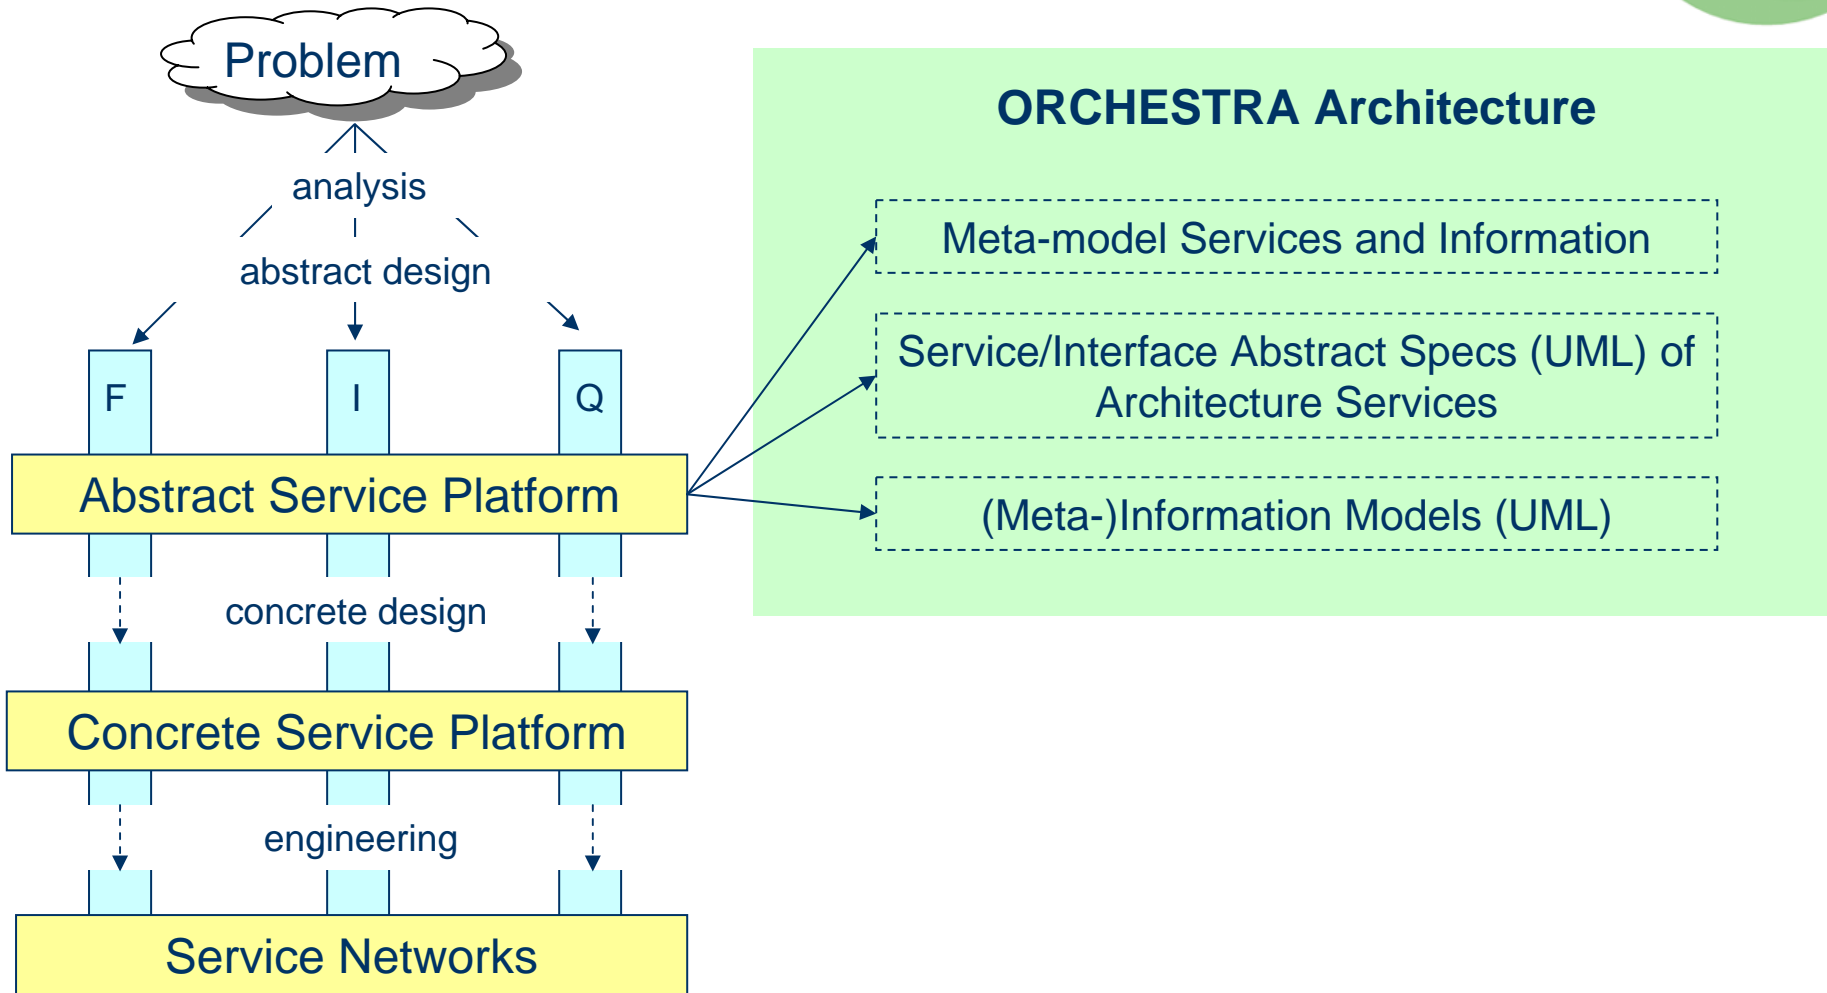 Problem
analysis
abstract design
F
I
Q
Abstract Service Platform
concrete design
Concrete Service Platform
engineering
Service Networks
ORCHESTRA Architecture
Meta-model Services and Information
Service/Interface Abstract Specs (UML) of
Architecture Services
(Meta-)Information Models (UML)